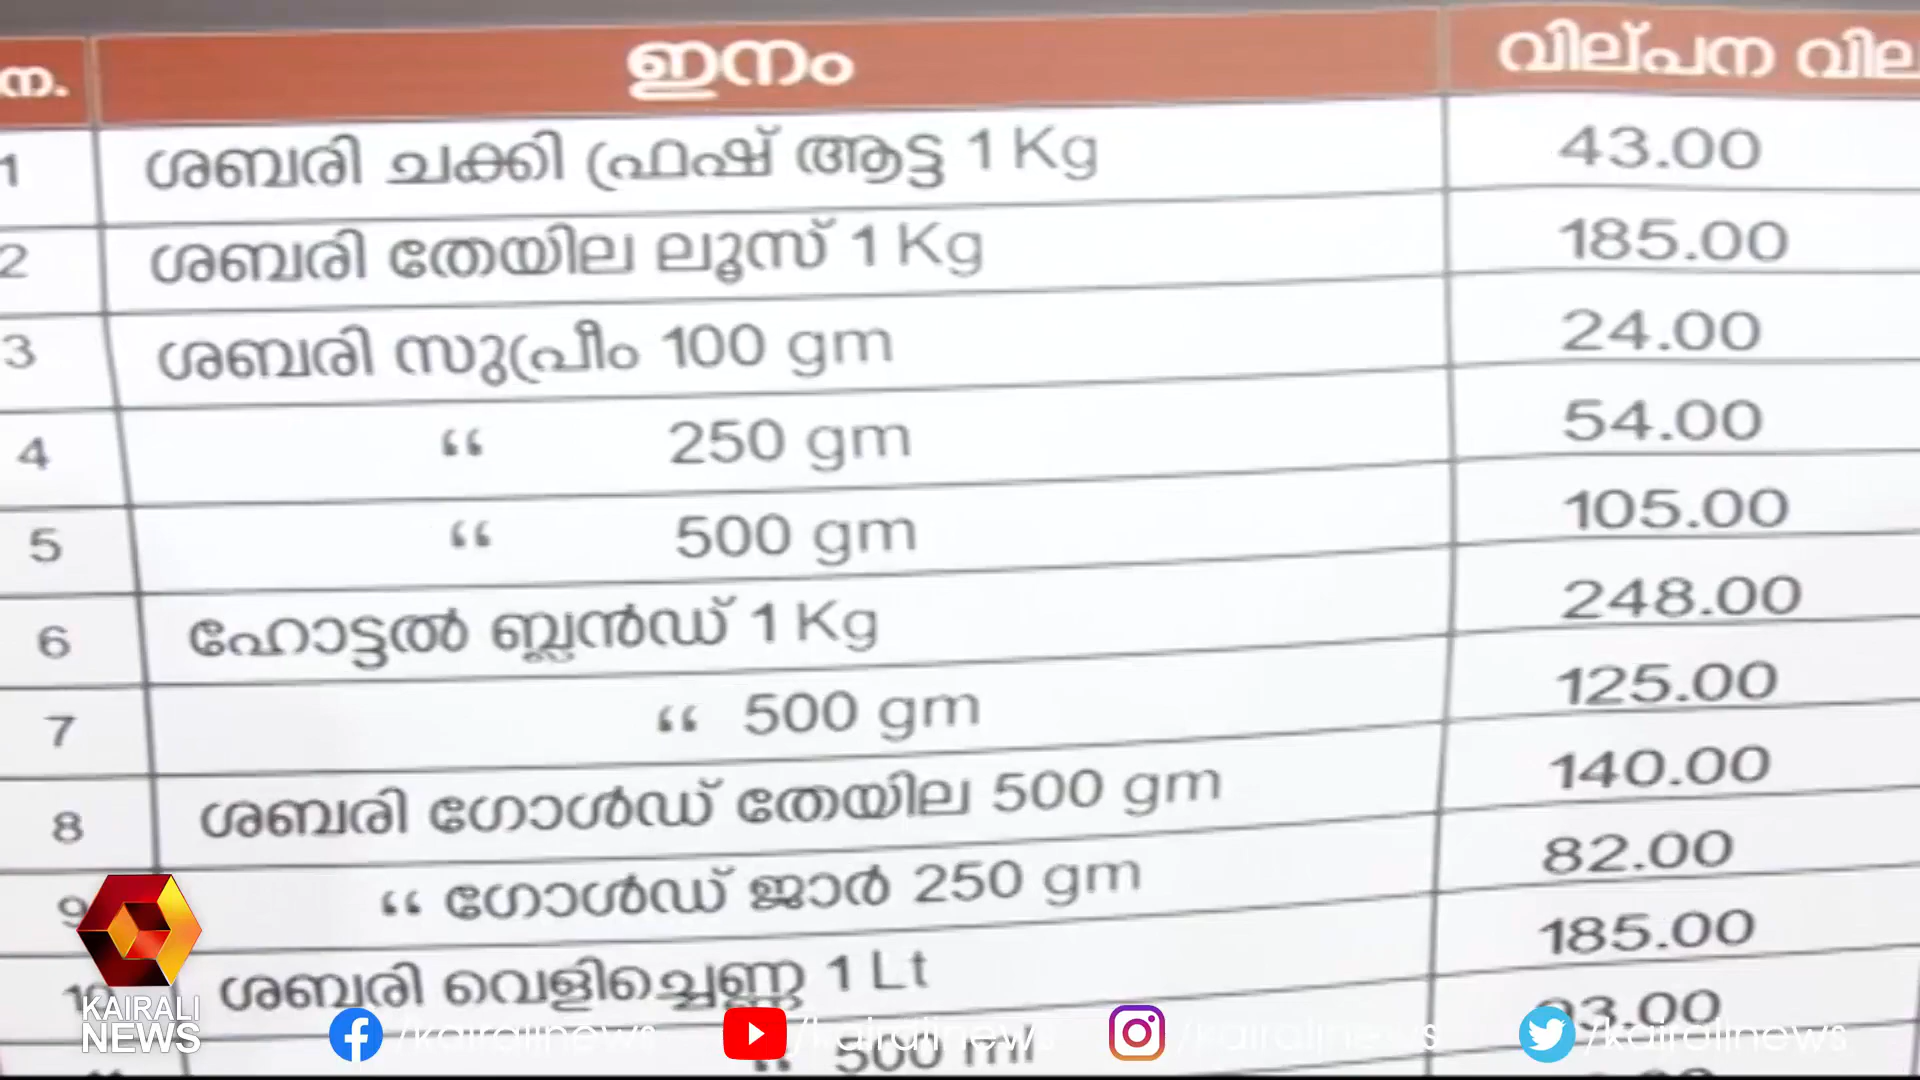 ന. ഇനം വില്പന വില
1 ശബരി ചക്കി ഫ്രഷ് ആട്ട 1 Kg 43.00
2 ശബരി തേയില ലൂസ് 1 Kg 185.00
3 ശബരി സുപ്രീം 100 gm 24.00
4 “ 250 gm 54.00
5 “ 500 gm 105.00
6 ഹോട്ടൽ ബ്ലൻഡ് 1 Kg 248.00
7 “ 500 gm 125.00
8 ശബരി ഗോൾഡ് തേയില 500 gm 140.00
9 “ ഗോൾഡ് ജാർ 250 gm 82.00
10 ശബരി വെളിച്ചെണ്ണ 1 Lt 185.00
“ 500 ml 93.00
KAIRALI
NEWS
/kairalinews /kairalinews /kairalinews /kairalinews